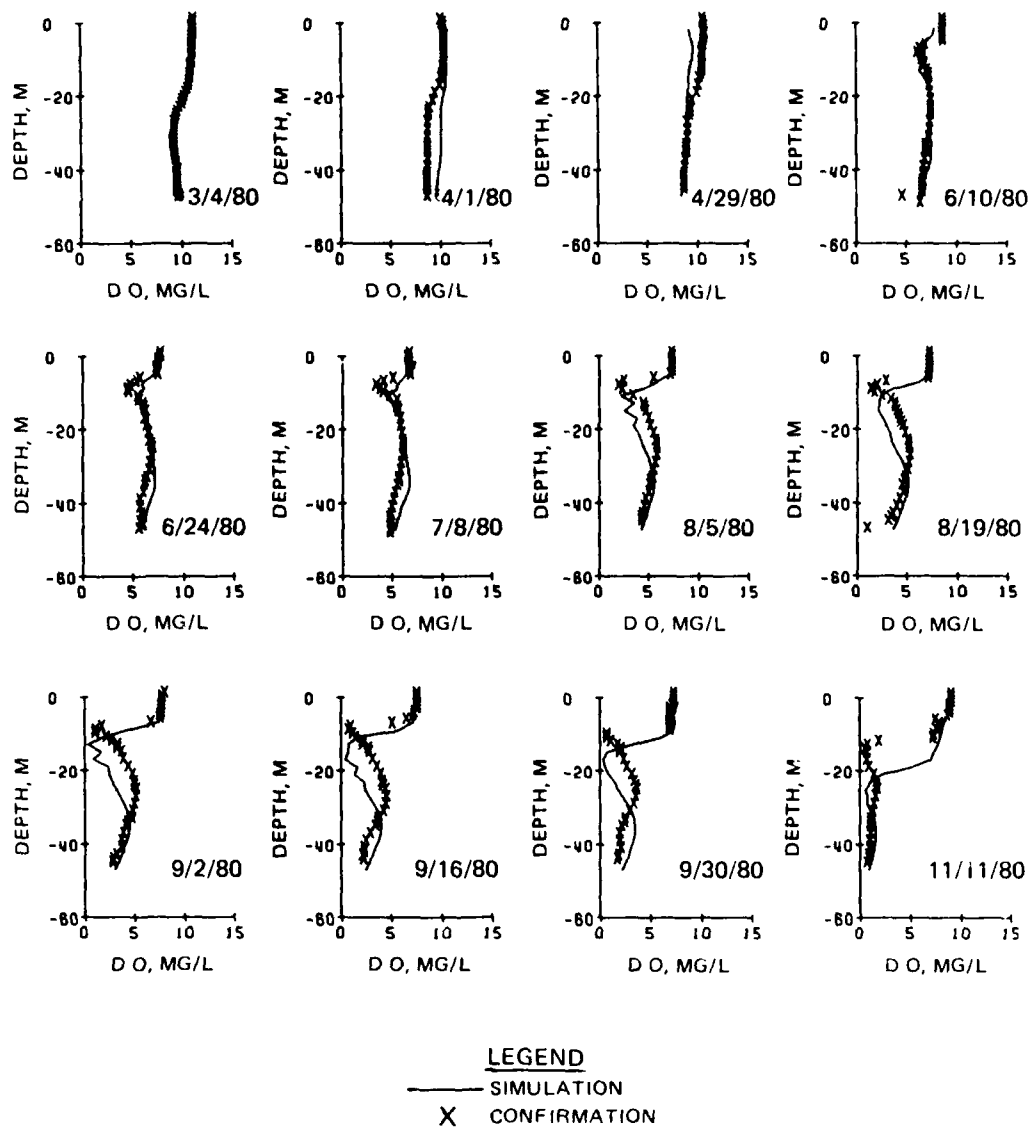 0
-20
-40
-60
DEPTH, M
3/4/80
0 5 10 15
D O, MG/L
0
-20
-40
-60
DEPTH, M
4/1/80
0 5 10 15
D O, MG/L
0
-20
-40
-60
DEPTH, M
4/29/80
0 5 10 15
D O, MG/L
0
-20
-40
-60
DEPTH, M
6/10/80
0 5 10 15
D O, MG/L
0
-20
-40
-60
DEPTH, M
6/24/80
0 5 10 15
D O, MG/L
0
-20
-40
-60
DEPTH, M
7/8/80
0 5 10 15
D O, MG/L
0
-20
-40
-60
DEPTH, M
8/5/80
0 5 10 15
D O, MG/L
0
-20
-40
-60
DEPTH, M
8/19/80
0 5 10 15
D O, MG/L
0
-20
-40
-60
DEPTH, M
9/2/80
0 5 10 15
D O, MG/L
0
-20
-40
-60
DEPTH, M
9/16/80
0 5 10 15
D O, MG/L
0
-20
-40
-60
DEPTH, M
9/30/80
0 5 10 15
D O, MG/L
0
-20
-40
-60
DEPTH, M
11/11/80
0 5 10 15
D O, MG/L
LEGEND
SIMULATION
X CONFIRMATION